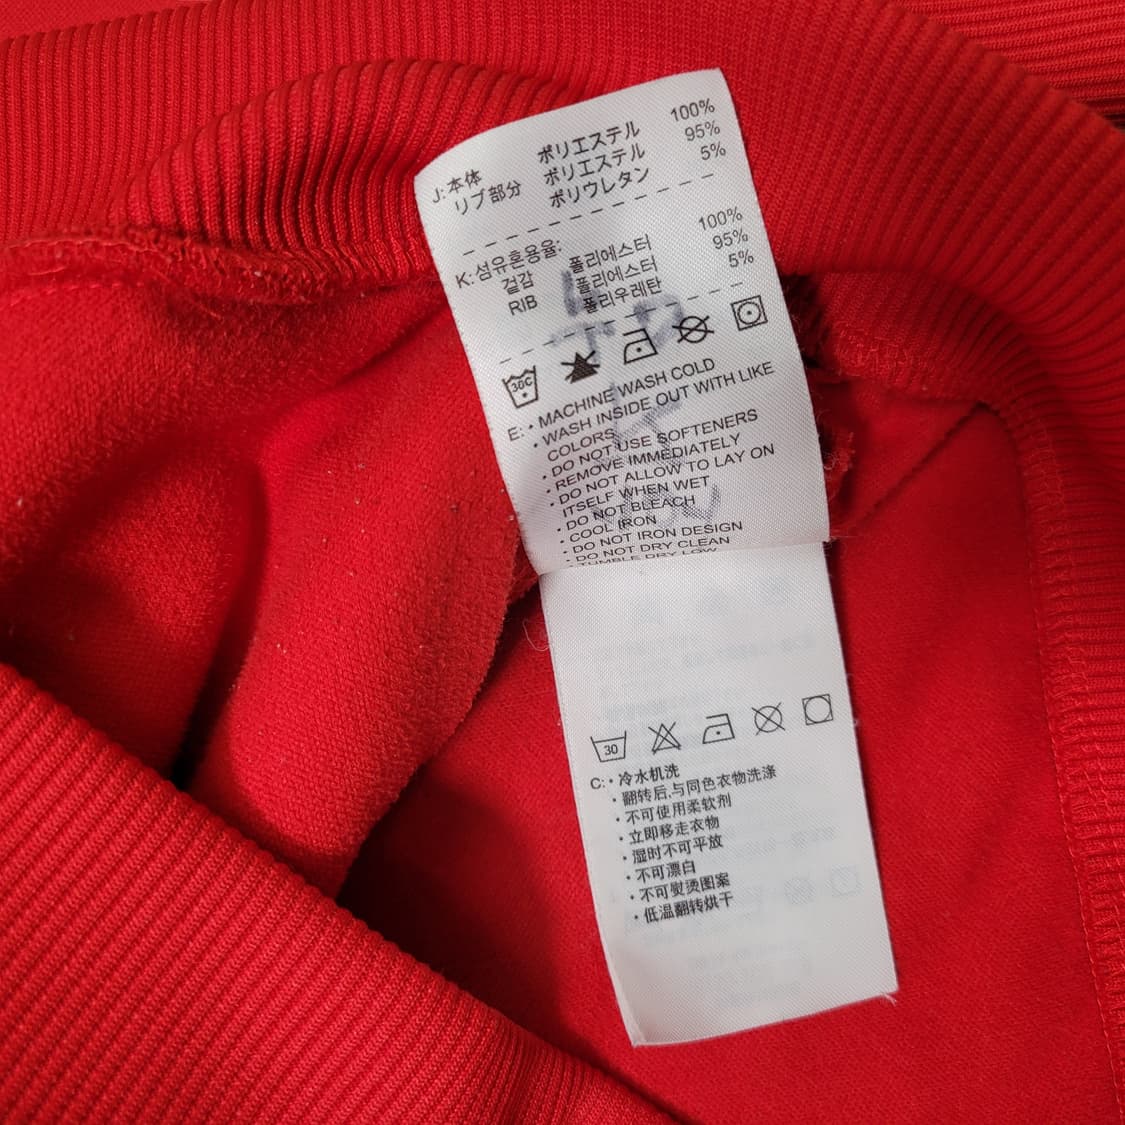 J:本体 ポリエステル 100%
リブ部分 ポリエステル 95%
ポリウレタン 5%
K:섬유혼용율:
겉감 폴리에스터 100%
RIB 폴리에스터 95%
폴리우레탄 5%
30C
E: • MACHINE WASH COLD
• WASH INSIDE OUT WITH LIKE
COLORS
• DO NOT USE SOFTENERS
• REMOVE IMMEDIATELY
• DO NOT ALLOW TO LAY ON
ITSELF WHEN WET
• DO NOT BLEACH
• COOL IRON
• DO NOT IRON DESIGN
• DO NOT DRY CLEAN
• TUMBLE DRY LOW
30
C: • 冷水机洗
• 翻转后,与同色衣物洗涤
• 不可使用柔软剂
• 立即移走衣物
• 湿时不可平放
• 不可漂白
• 不可熨烫图案
• 低温翻转烘干